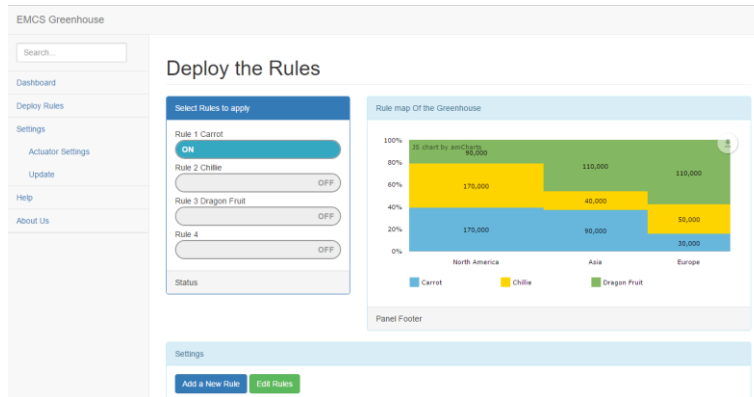 EMCS Greenhouse
Search...
Dashboard
Deploy Rules
Settings
Actuator Settings
Update
Help
About Us
Deploy the Rules
Select Rules to apply
Rule 1 Carrot
ON
Rule 2 Chillie
OFF
Rule 3 Dragon Fruit
OFF
Rule 4
OFF
Status
Rule map Of the Greenhouse
100%
JS chart by amCharts
90,000
80%
110,000
110,000
60%
170,000
40%
40,000
50,000
20%
170,000
90,000
30,000
0%
North America Asia Europe
Carrot Chillie Dragon Fruit
Panel Footer
Settings
Add a New Rule Edit Rules